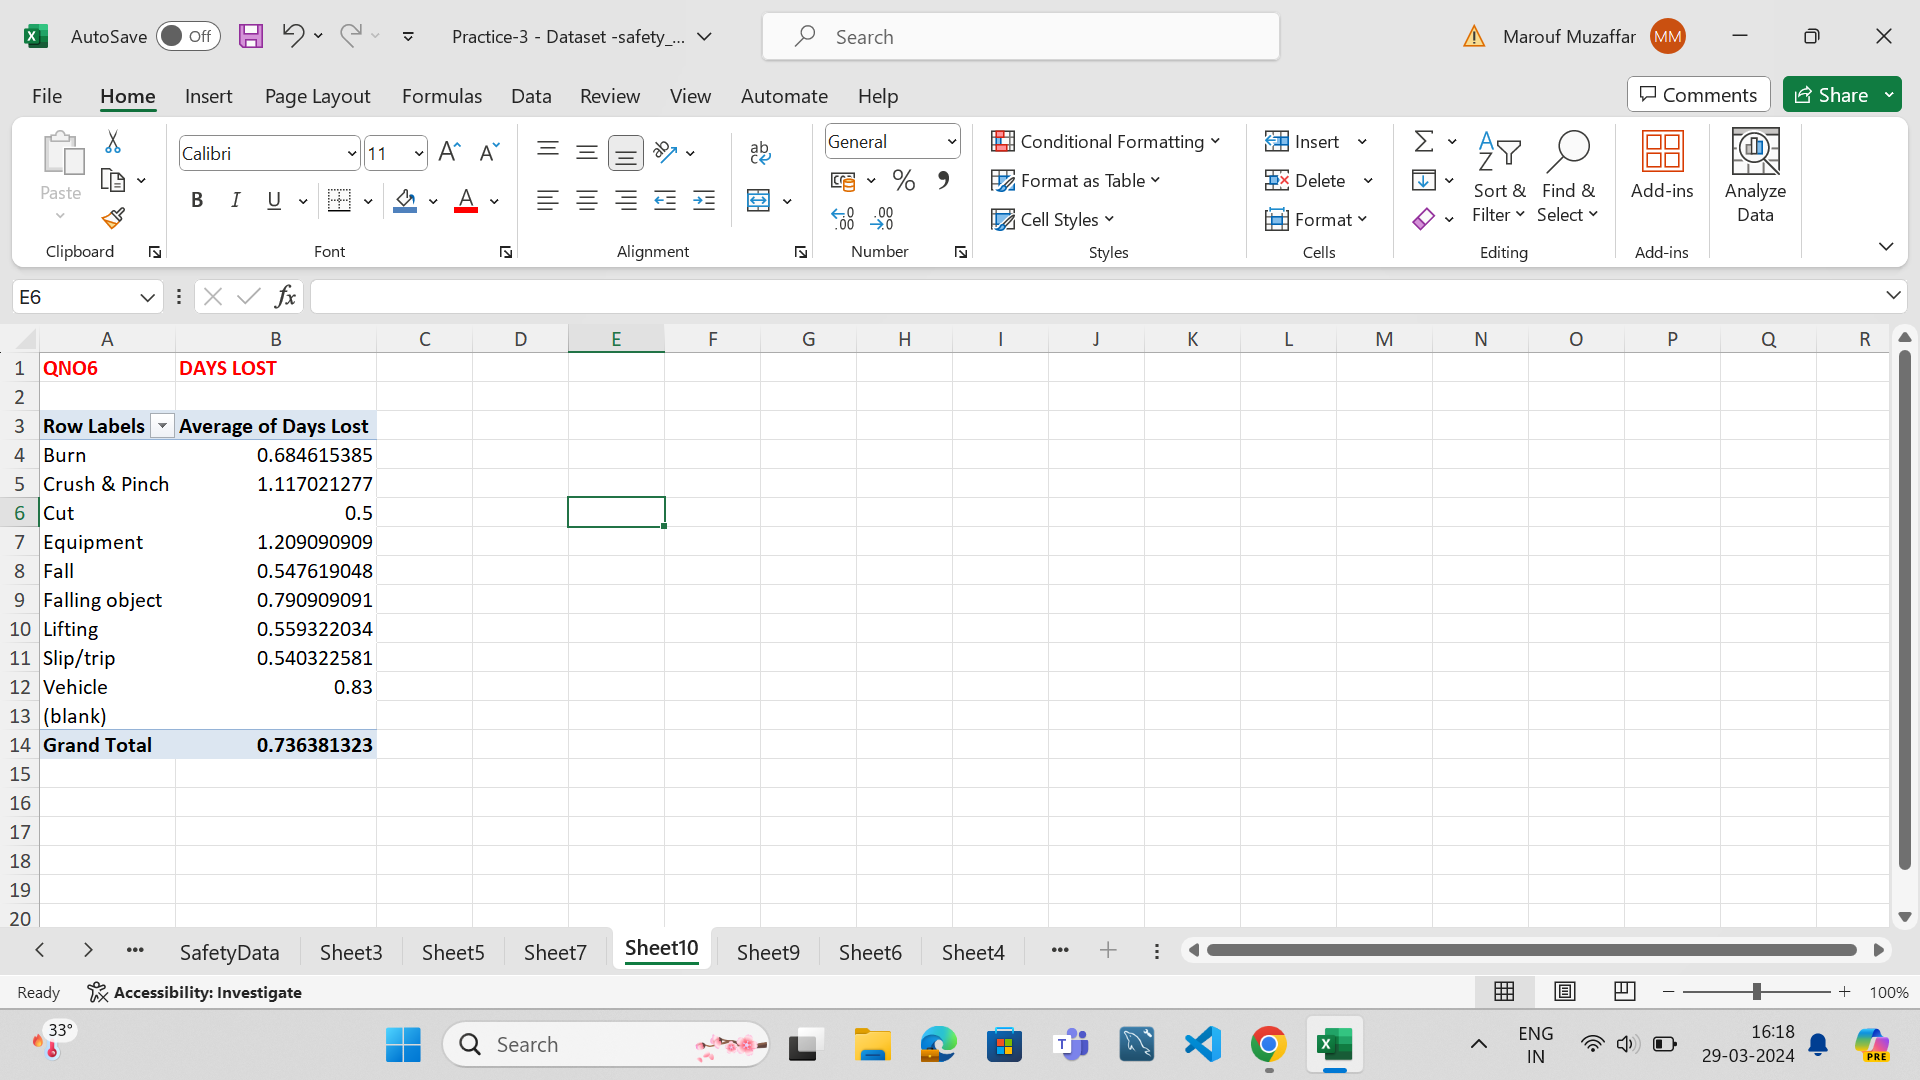 AutoSave Off Practice-3 - Dataset -safety_... Search Marouf Muzaffar MM
File Home Insert Page Layout Formulas Data Review View Automate Help Comments Share
Paste Calibri 11 General Conditional Formatting Format as Table Cell Styles Insert Delete Format Sort & Filter Find & Select Add-ins Analyze Data
Clipboard Font Alignment Number Styles Cells Editing Add-ins
E6 fx
A B C D E F G H I J K L M N O P Q R
1 QNO6 DAYS LOST
2
3 Row Labels Average of Days Lost
4 Burn 0.684615385
5 Crush & Pinch 1.117021277
6 Cut 0.5
7 Equipment 1.209090909
8 Fall 0.547619048
9 Falling object 0.790909091
10 Lifting 0.559322034
11 Slip/trip 0.540322581
12 Vehicle 0.83
13 (blank)
14 Grand Total 0.736381323
15
16
17
18
19
20
SafetyData Sheet3 Sheet5 Sheet7 Sheet10 Sheet9 Sheet6 Sheet4
Ready Accessibility: Investigate 100%
33° Search ENG 16:18
IN 29-03-2024 PRE